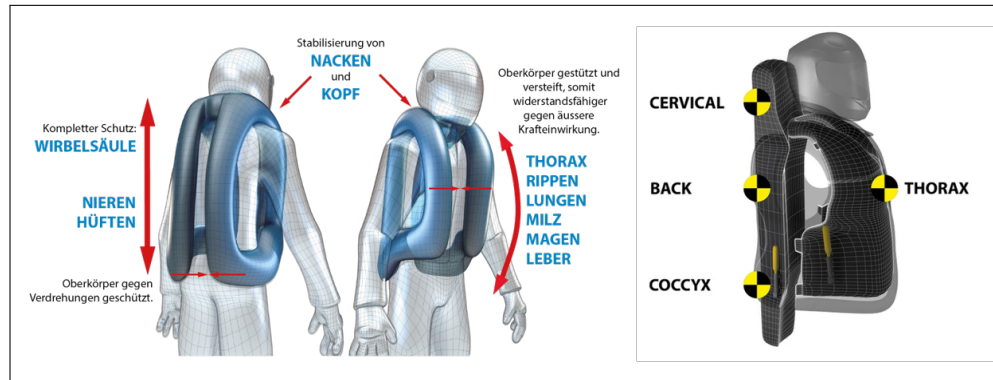 Stabilisierung von
NACKEN
und
KOPF
Kompletter Schutz:
WIRBELSÄULE
NIEREN
HÜFTEN
Oberkörper gegen
Verdrehungen geschützt.
Oberkörper gestützt und
versteift, somit
widerstandsfähiger
gegen äussere
Krafteinwirkung.
THORAX
RIPPEN
LUNGEN
MILZ
MAGEN
LEBER
CERVICAL
BACK
THORAX
COCCYX